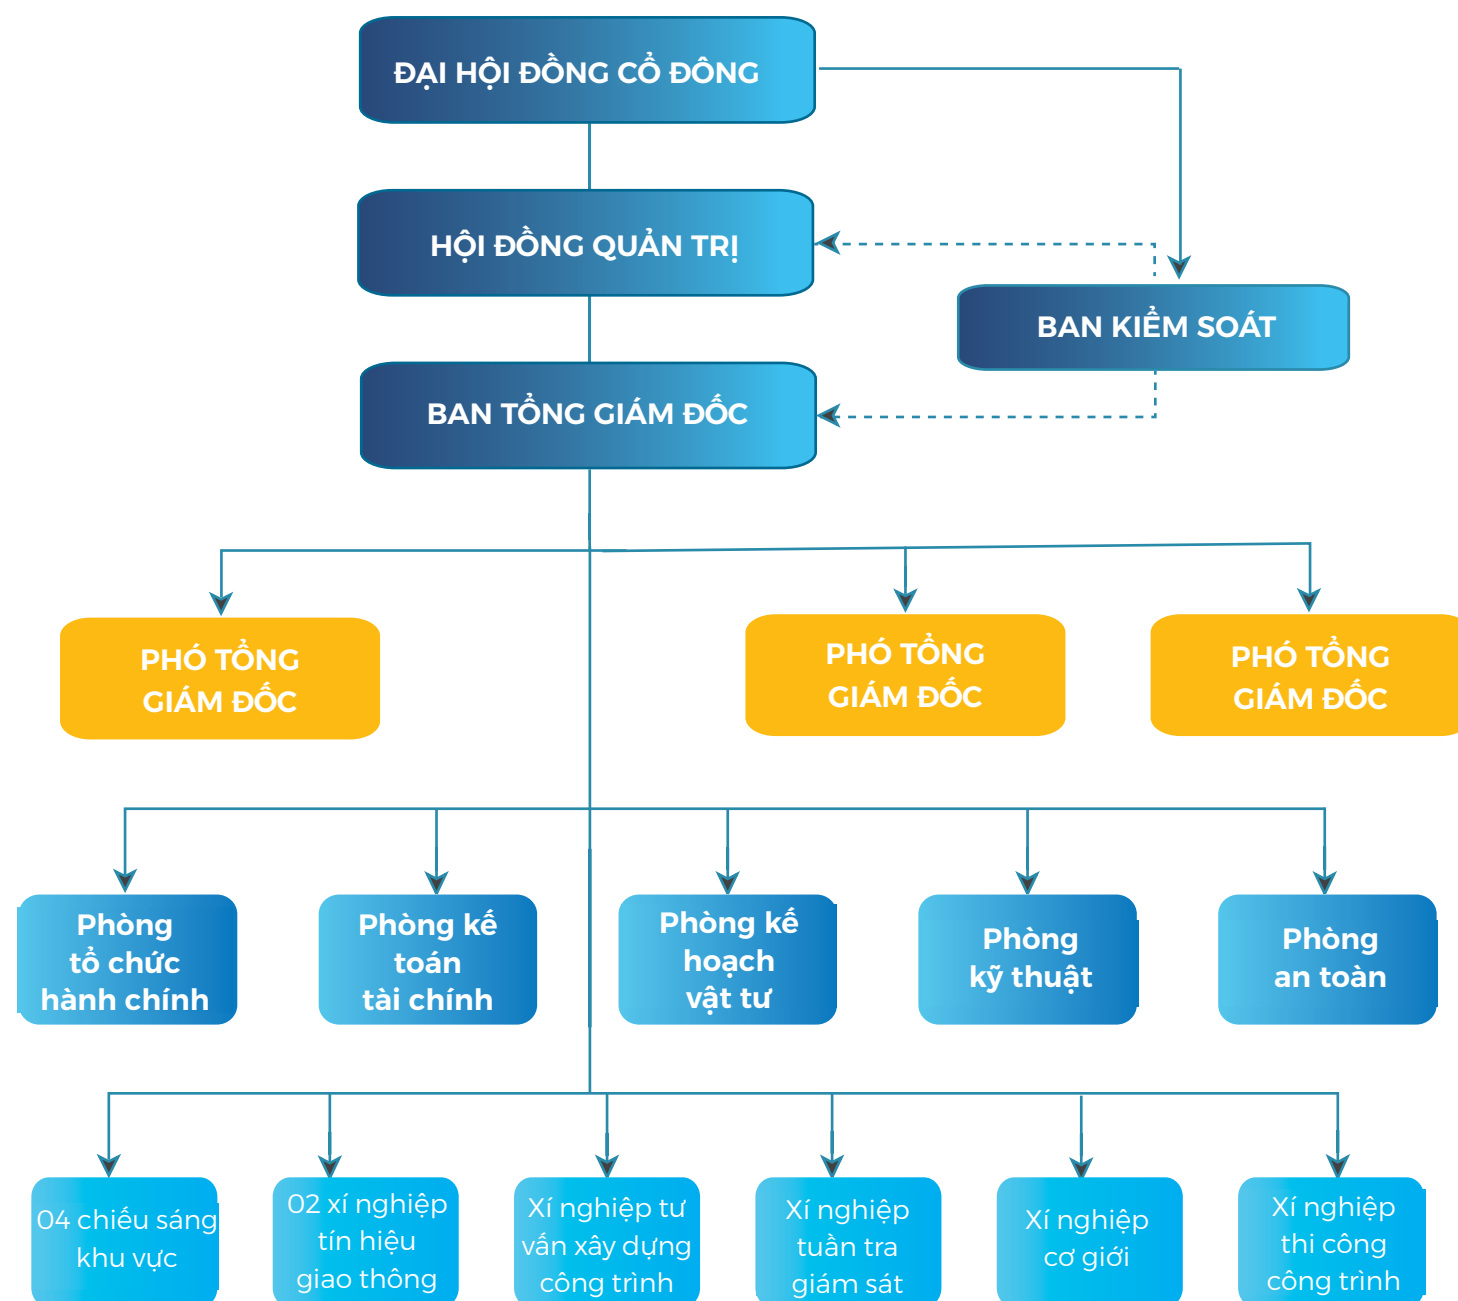 ĐẠI HỘI ĐỒNG CỔ ĐÔNG
HỘI ĐỒNG QUẢN TRỊ
BAN KIỂM SOÁT
BAN TỔNG GIÁM ĐỐC
PHÓ TỔNG
GIÁM ĐỐC
PHÓ TỔNG
GIÁM ĐỐC
PHÓ TỔNG
GIÁM ĐỐC
Phòng
tổ chức
hành chính
Phòng kế
toán
tài chính
Phòng kế
hoạch
vật tư
Phòng
kỹ thuật
Phòng
an toàn
04 chiếu sáng
khu vực
02 xí nghiệp
tín hiệu
giao thông
Xí nghiệp tư
vấn xây dựng
công trình
Xí nghiệp
tuần tra
giám sát
Xí nghiệp
cơ giới
Xí nghiệp
thi công
công trình